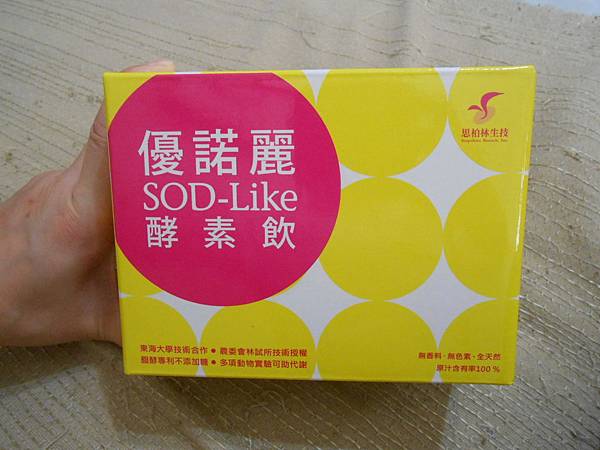 優諾麗
SOD-Like
酵素飲
思柏林生技
東海大學技術合作 ● 農委會林試所技術授權
醱酵專利不添加糖 ● 多項動物實驗可助代謝
無香料・無色素・全天然
原汁含有率100 %